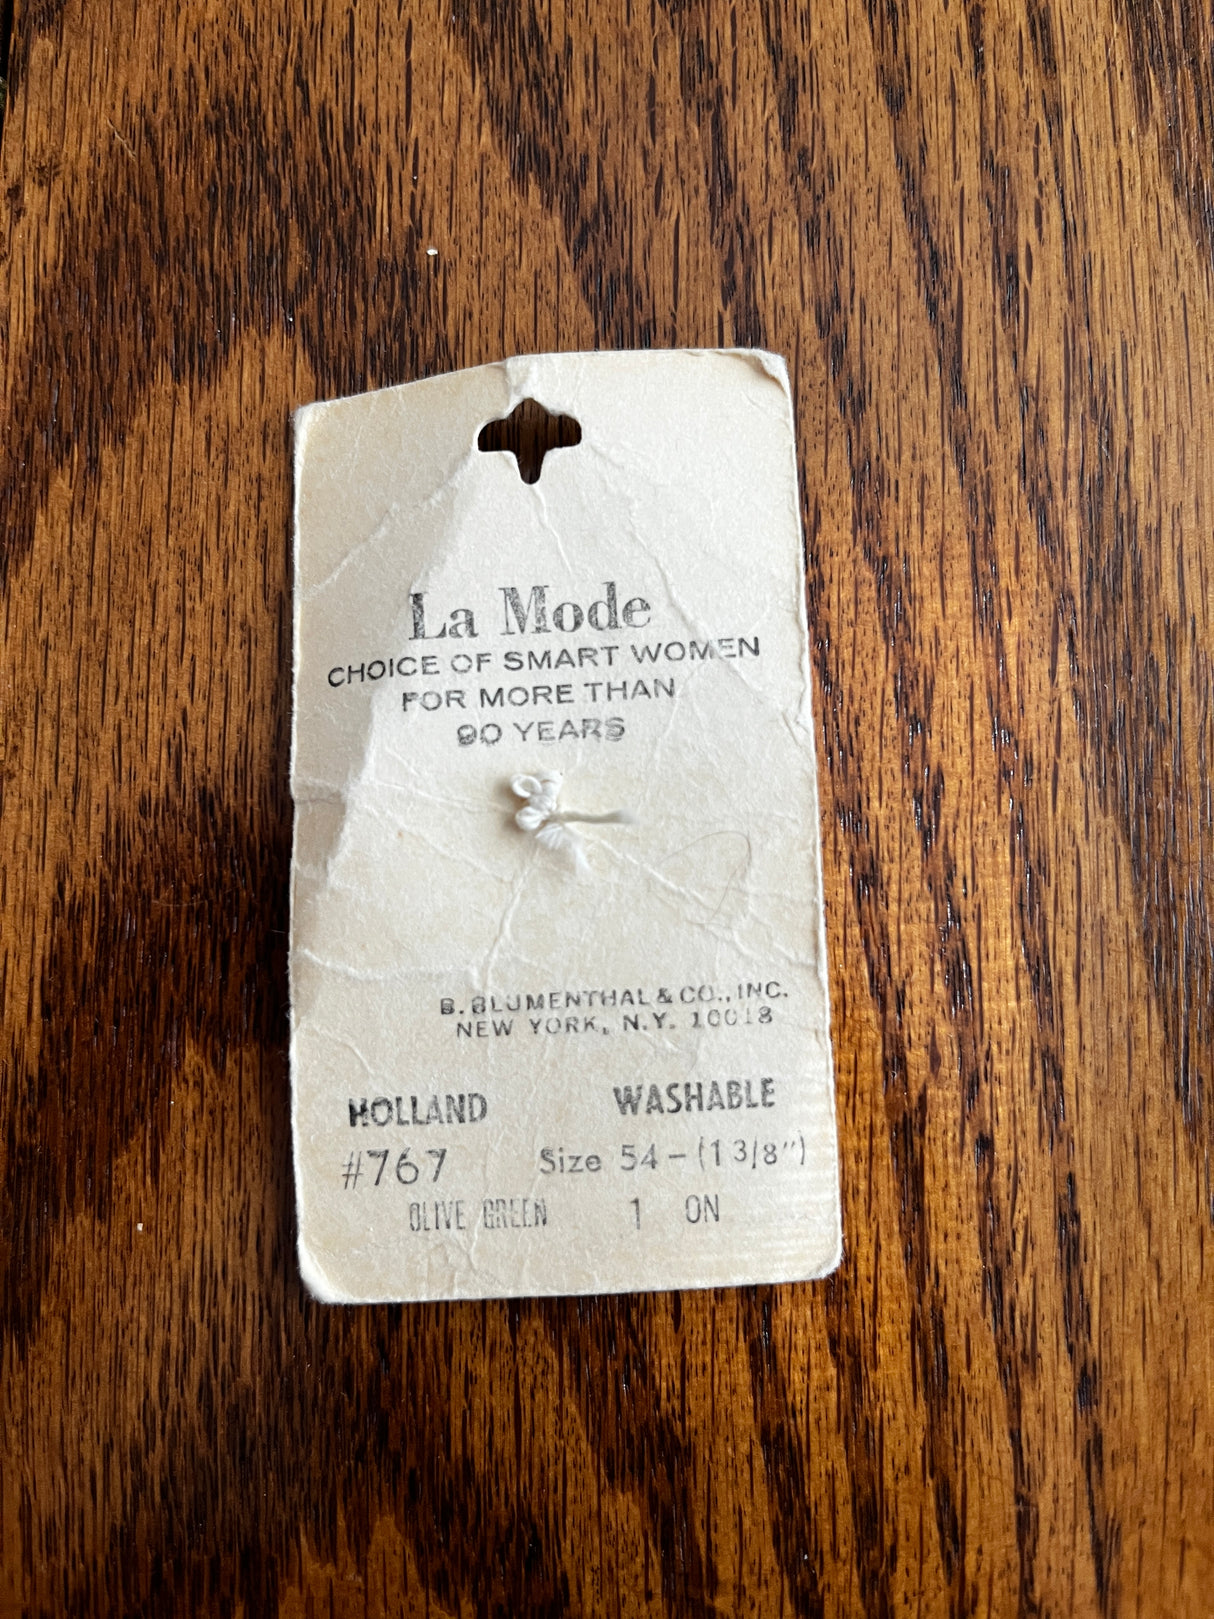 La Mode
CHOICE OF SMART WOMEN
FOR MORE THAN
90 YEARS
B. BLUMENTHAL & CO., INC.
NEW YORK, N.Y. 10018
HOLLAND WASHABLE
#767 Size 54 – (1 3/8")
OLIVE GREEN 1 ON